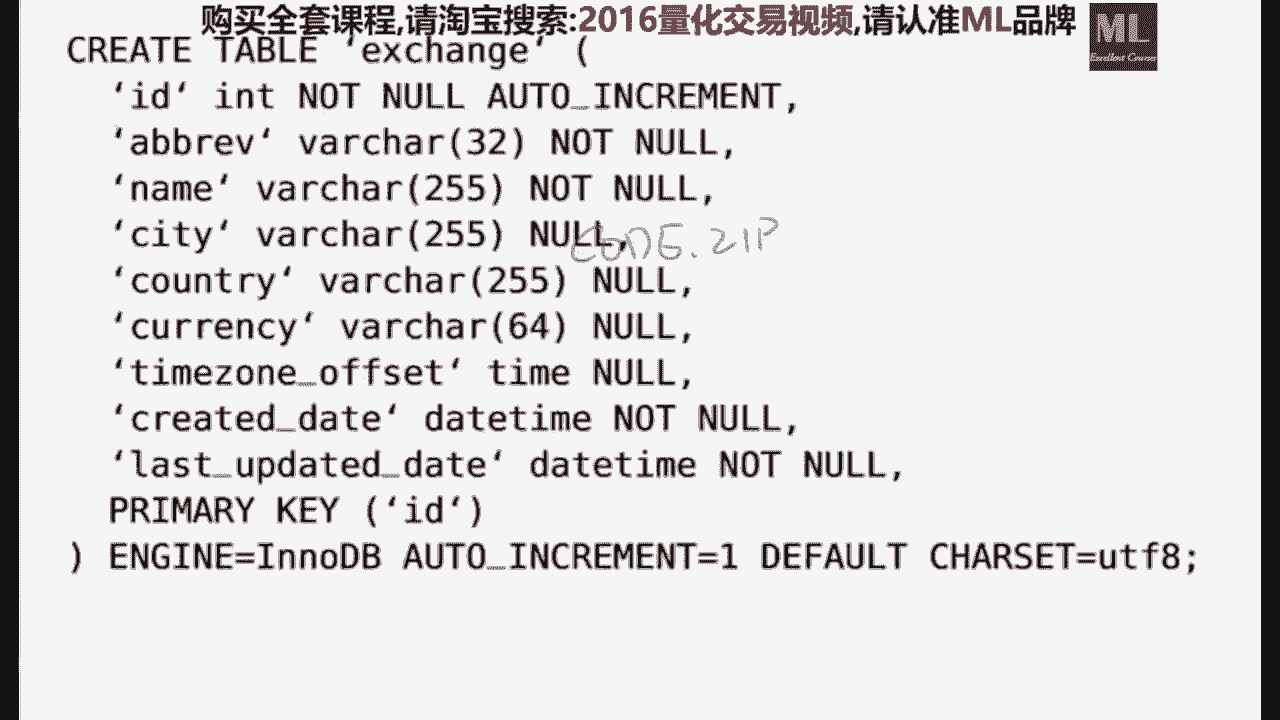 购买全套课程,请淘宝搜索:2016量化交易视频,请认准ML品牌
ML
Excellent Courses
CREATE TABLE ‘exchange‘ (
‘id‘ int NOT NULL AUTO_INCREMENT,
‘abbrev‘ varchar(32) NOT NULL,
‘name‘ varchar(255) NOT NULL,
‘city‘ varchar(255) NULL,
CODE.ZIP
‘country‘ varchar(255) NULL,
‘currency‘ varchar(64) NULL,
‘timezone_offset‘ time NULL,
‘created_date‘ datetime NOT NULL,
‘last_updated_date‘ datetime NOT NULL,
PRIMARY KEY (‘id‘)
) ENGINE=InnoDB AUTO_INCREMENT=1 DEFAULT CHARSET=utf8;